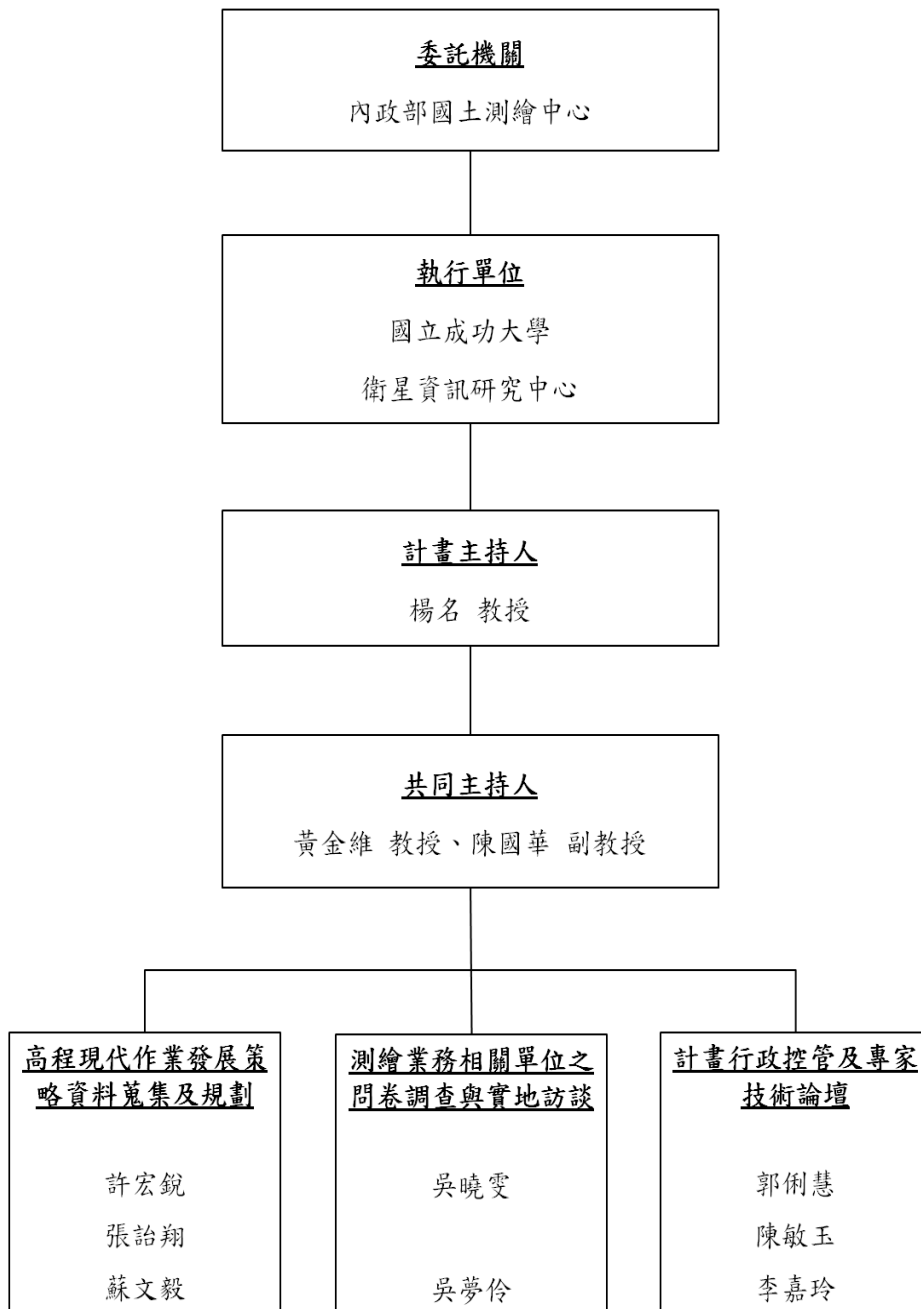 委託機關
內政部國土測繪中心
執行單位
國立成功大學
衛星資訊研究中心
計畫主持人
楊名 教授
共同主持人
黃金維 教授、陳國華 副教授
高程現代作業發展策
略資料蒐集及規劃
許宏銳
張詒翔
蘇文毅
測繪業務相關單位之
問卷調查與實地訪談
吳曉雯
吳夢伶
計畫行政控管及專家
技術論壇
郭俐慧
陳敏玉
李嘉玲